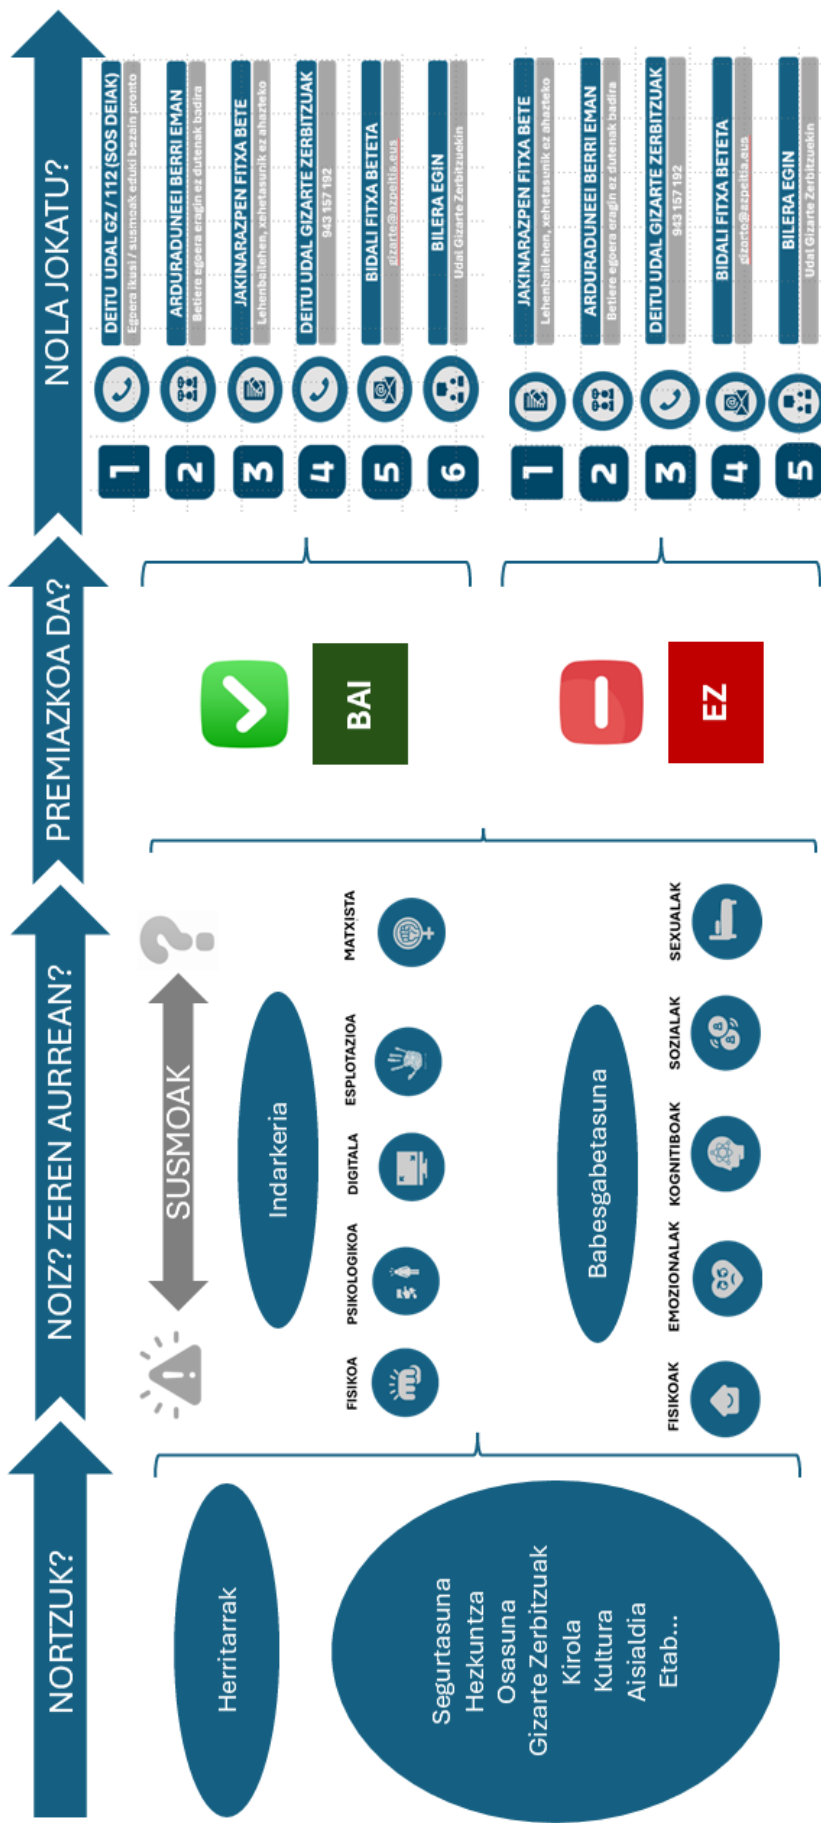 NORTZUK?
NOIZ? ZEREN AURREAN?
PREMIAZKOA DA?
NOLA JOKATU?
Herritarrak
Segurtasuna
Hezkuntza
Osasuna
Gizarte Zerbitzuak
Kirola
Kultura
Aisialdia
Etab...
SUSMOAK
Indarkeria
FISIKOA
PSIKOLOGIKOA
DIGITALA
ESPLOTAZIOA
MATXISTA
Babesgabetasuna
FISIKOAK
EMOZIONALAK
KOGNITIBOAK
SOZIALAK
SEXUALAK
BAI
EZ
1
DEITU UDAL GZ / 112 (SOS DEIAK)
Egoera ikusi / susmoak eduki bezain pronto
2
ARDURADUNEEI BERRI EMAN
Betiere egoera eragin ez dutenak badira
3
JAKINARAZPEN FITXA BETE
Lehenbailehen, xehetasunik ez ahazteko
4
DEITU UDAL GIZARTE ZERBITZUAK
943 157 192
5
BIDALI FITXA BETETA
gizarte@azpeitia.eus
6
BILERA EGIN
Udal Gizarte Zerbitzuekin
1
JAKINARAZPEN FITXA BETE
Lehenbailehen, xehetasunik ez ahazteko
2
ARDURADUNEEI BERRI EMAN
Betiere egoera eragin ez dutenak badira
3
DEITU UDAL GIZARTE ZERBITZUAK
943 157 192
4
BIDALI FITXA BETETA
gizarte@azpeitia.eus
5
BILERA EGIN
Udal Gizarte Zerbitzuekin